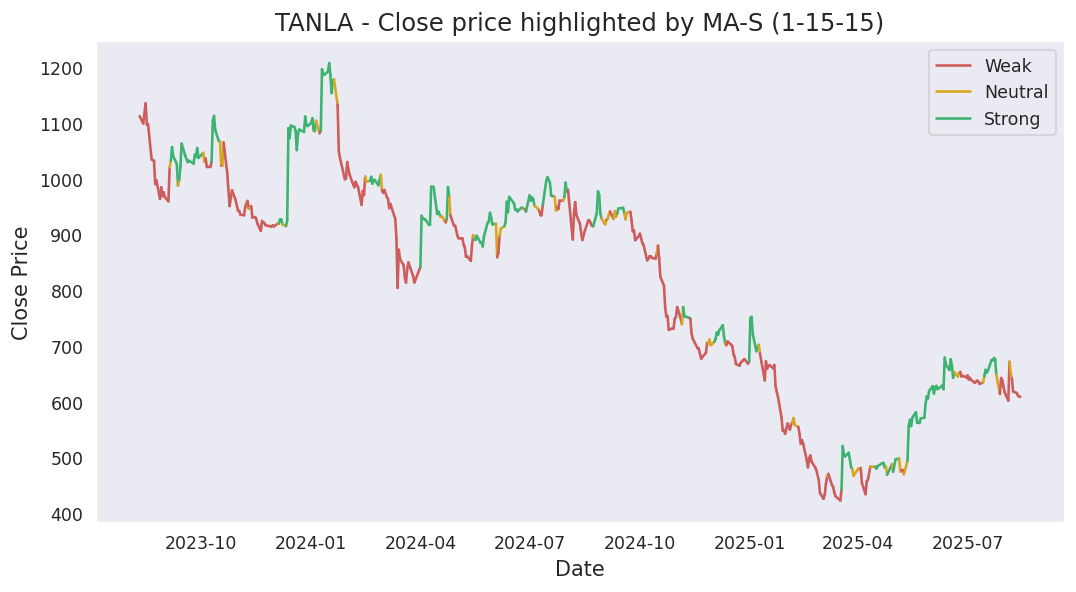 TANLA - Close price highlighted by MA-S (1-15-15)
Weak
Neutral
Strong
Close Price
1200
1100
1000
900
800
700
600
500
400
2023-10
2024-01
2024-04
2024-07
2024-10
2025-01
2025-04
2025-07
Date